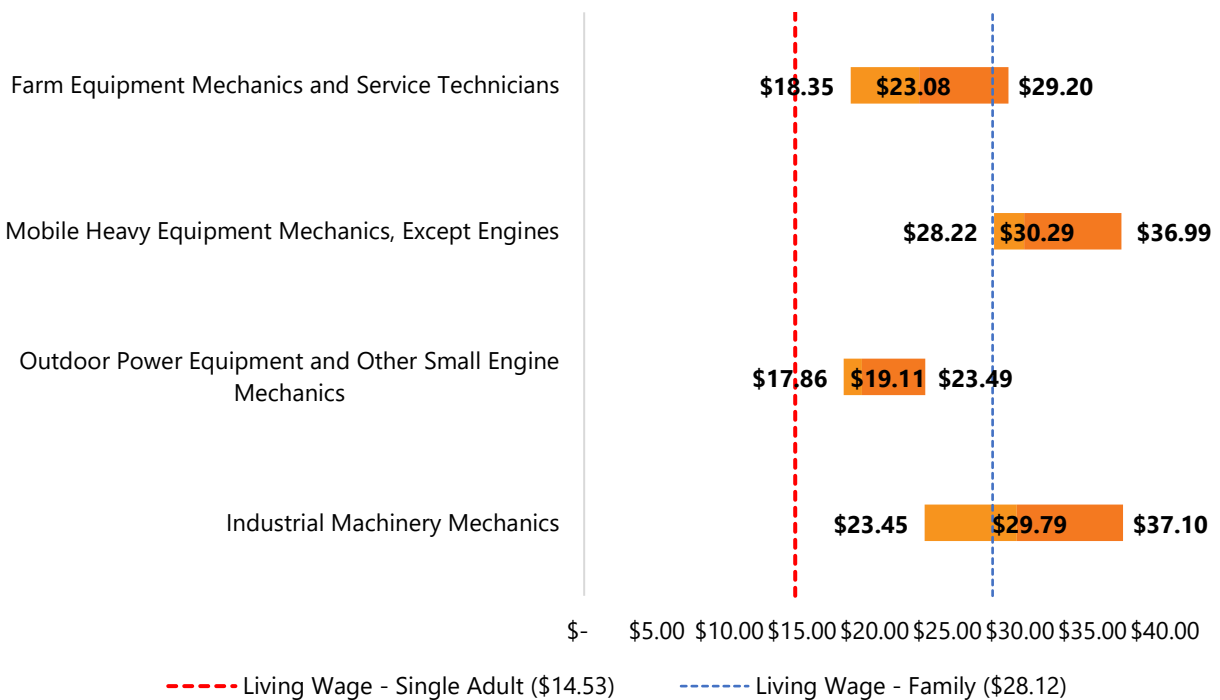 Farm Equipment Mechanics and Service Technicians
$18.35 $23.08 $29.20
Mobile Heavy Equipment Mechanics, Except Engines
$28.22 $30.29 $36.99
Outdoor Power Equipment and Other Small Engine
Mechanics
$17.86 $19.11 $23.49
Industrial Machinery Mechanics
$23.45 $29.79 $37.10
$- $5.00 $10.00 $15.00 $20.00 $25.00 $30.00 $35.00 $40.00
Living Wage - Single Adult ($14.53) Living Wage - Family ($28.12)